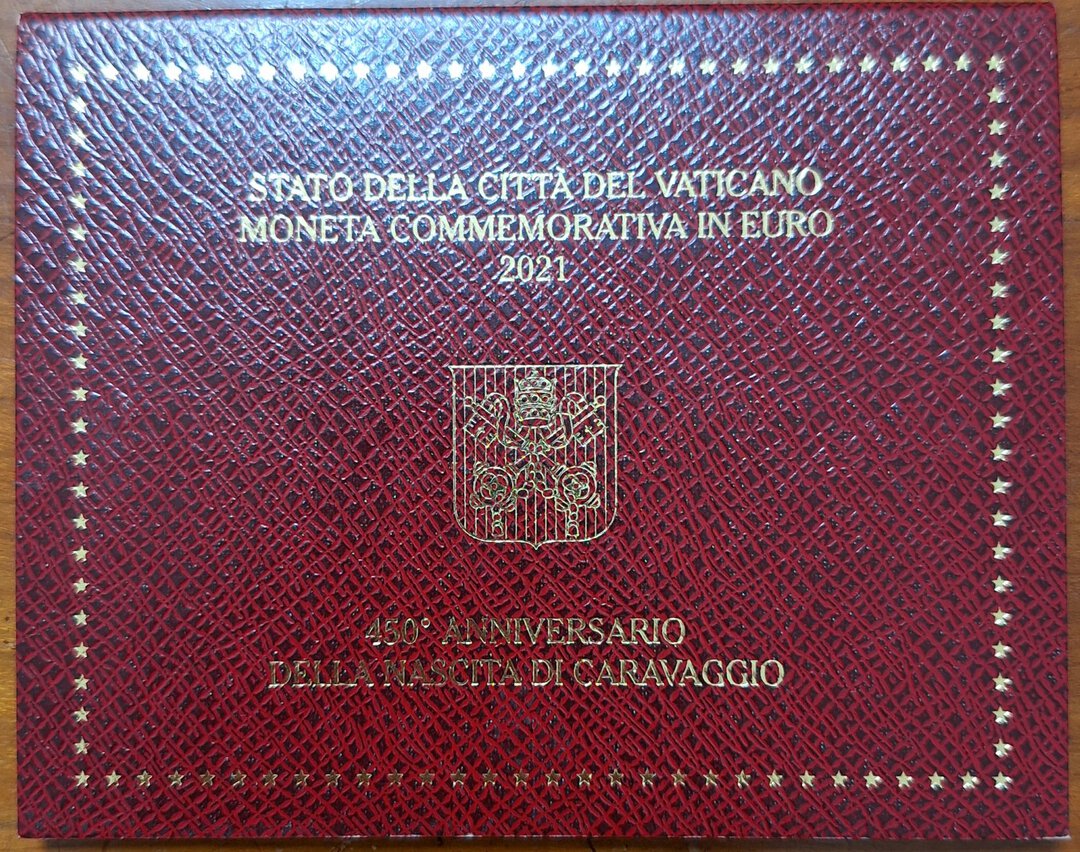 STATO DELLA CITTÀ DEL VATICANO
MONETA COMMEMORATIVA IN EURO
2021
450° ANNIVERSARIO
DELLA NASCITA DI CARAVAGGIO